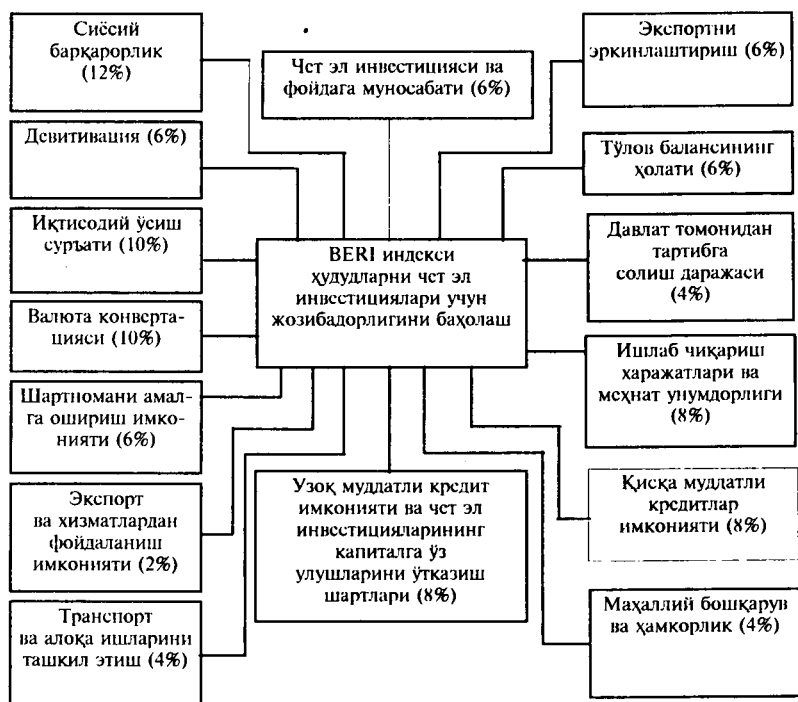 Сиёсий
барқарорлик
(12%)
Девитивация (6%)
Иқтисодий ўсиш
суръати (10%)
Валюта конверта-
цияси (10%)
Шартномани амал-
га ошириш имко-
нияти (6%)
Экспорт
ва хизматлардан
фойдаланиш
имконияти (2%)
Транспорт
ва алоқа ишларини
ташкил этиш (4%)
Чет эл инвестицияси ва
фойдага муносабати (6%)
BERI индекси
ҳудудларни чет эл
инвестициялари учун
жозибадорлигини баҳолаш
Узоқ муддатли кредит
имконияти ва чет эл
инвестицияларининг
капиталга ўз
улушларини ўтказиш
шартлари (8%)
Экспортни
эркинлаштириш (6%)
Тўлов балансининг
ҳолати (6%)
Давлат томонидан
тартибга
солиш даражаси
(4%)
Ишлаб чиқариш
харажатлари ва
меҳнат унумдорлиги
(8%)
Қисқа муддатли
кредитлар
имконияти (8%)
Маҳаллий бошқарув
ва ҳамкорлик (4%)